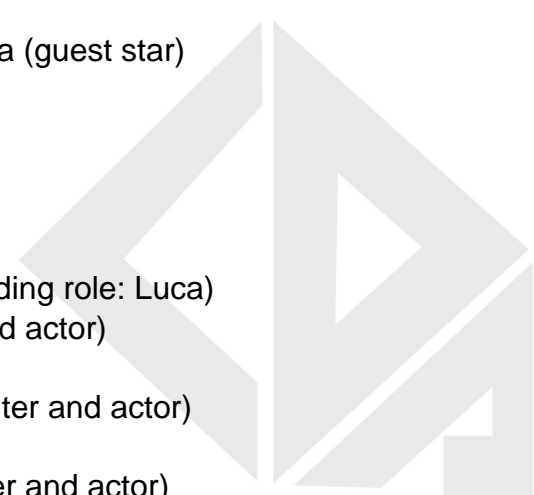 a (guest star)
ding role: Luca)
d actor)
ter and actor)
er and actor)